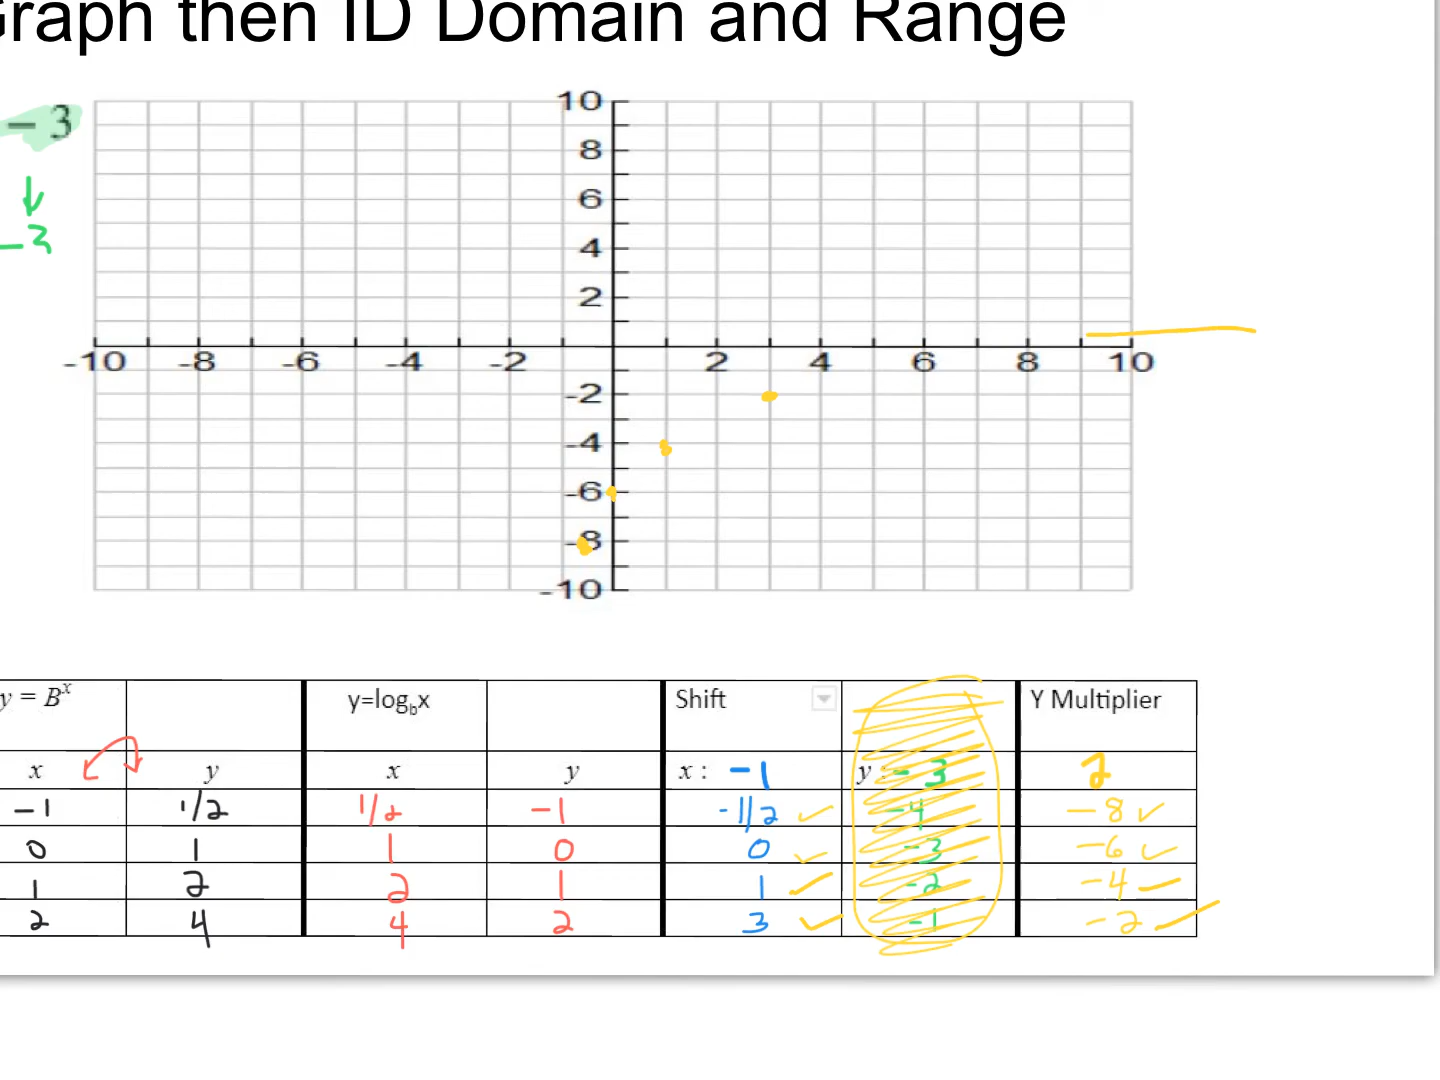 Graph then ID Domain and Range
10
8
6
4
2
-10 -8 -6 -4 -2 2 4 6 8 10
-2
-4
-6
-8
-10
- 3
-3
y = B^x y=log_b x Shift Y Multiplier
x y x y x : -1 y : -3 2
-1 1/2 1/2 -1 -1/2 -4 -8
0 1 1 0 0 -3 -6
1 2 2 1 1 -2 -4
2 4 4 2 3 -1 -2